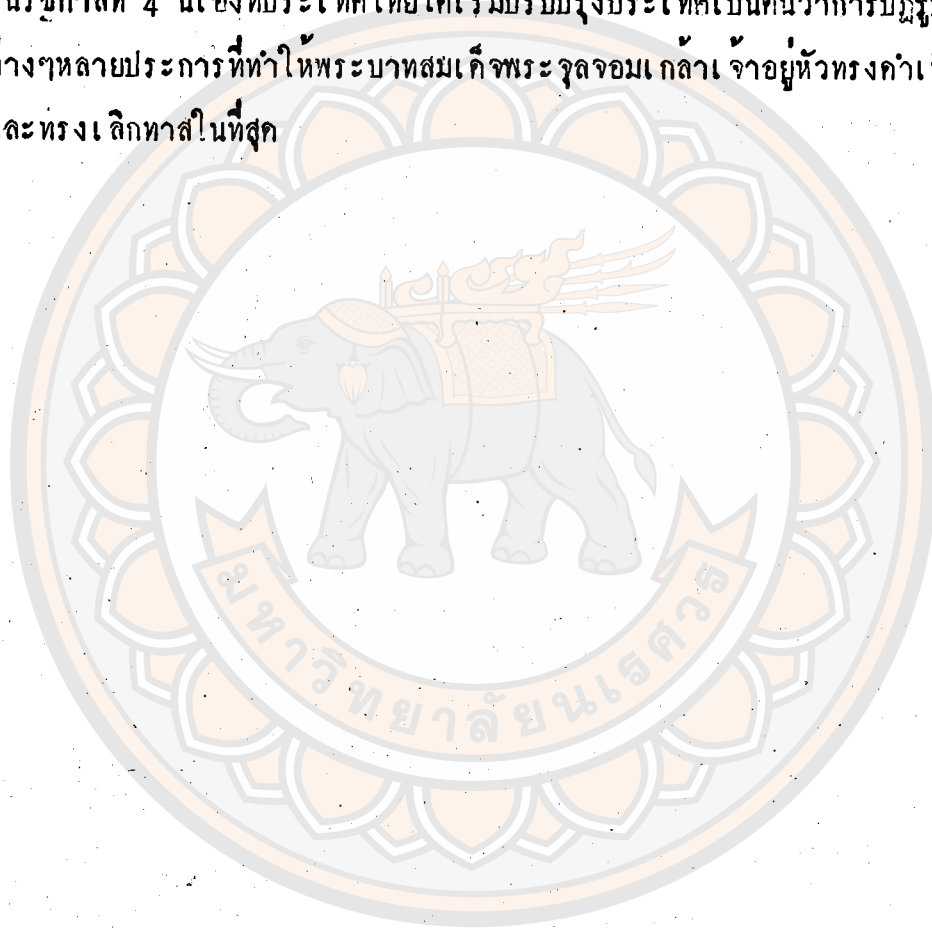 นรัชกาลที่ 4 นี้เองที่ประเทศไทยได้เริ่มปรับปรุงประเทศเป็นต้นว่าการปฏิรู
างๆหลายประการที่ทำให้พระบาทสมเด็จพระจุลจอมเกล้าเจ้าอยู่หัวทรงดำเ
ละทรงเลิกทาสในที่สุด
มหาวิทยาลัยนเรศวร